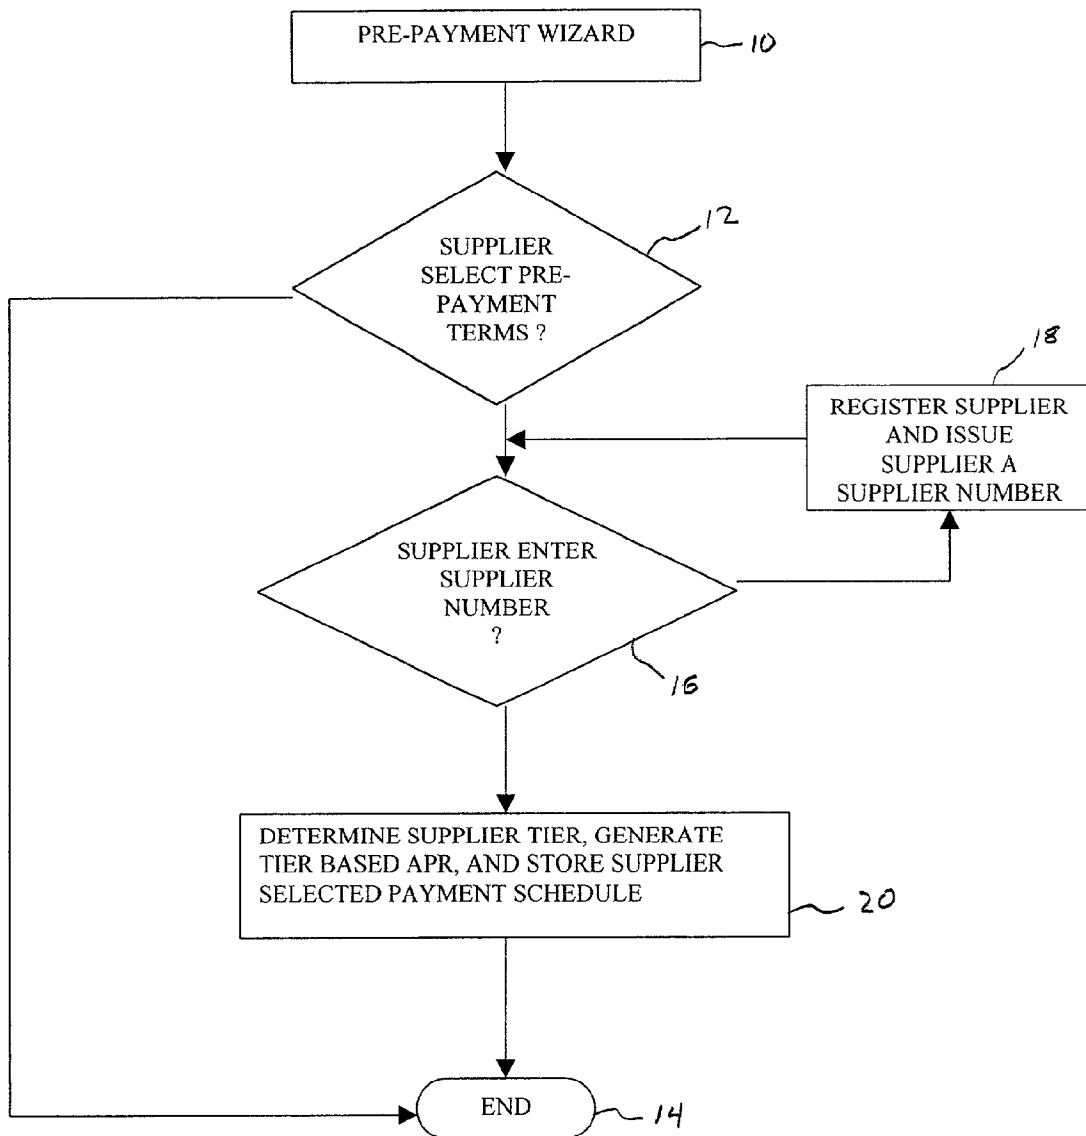 PRE-PAYMENT WIZARD
10
12
SUPPLIER
SELECT PRE-
PAYMENT
TERMS ?
18
REGISTER SUPPLIER
AND ISSUE
SUPPLIER A
SUPPLIER NUMBER
SUPPLIER ENTER
SUPPLIER
NUMBER
?
16
DETERMINE SUPPLIER TIER, GENERATE
TIER BASED APR, AND STORE SUPPLIER
SELECTED PAYMENT SCHEDULE
20
END
14